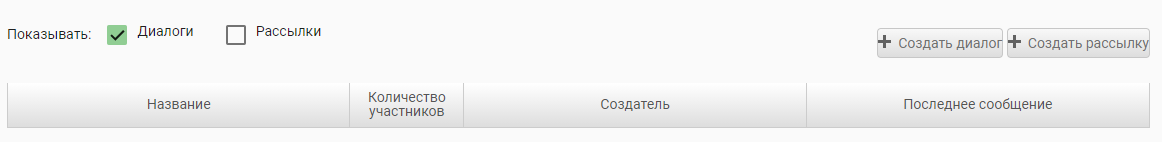 Показывать: Диалоги Рассылки
Создать диалог Создать рассылку
Название
Количество
участников
Создатель
Последнее сообщение